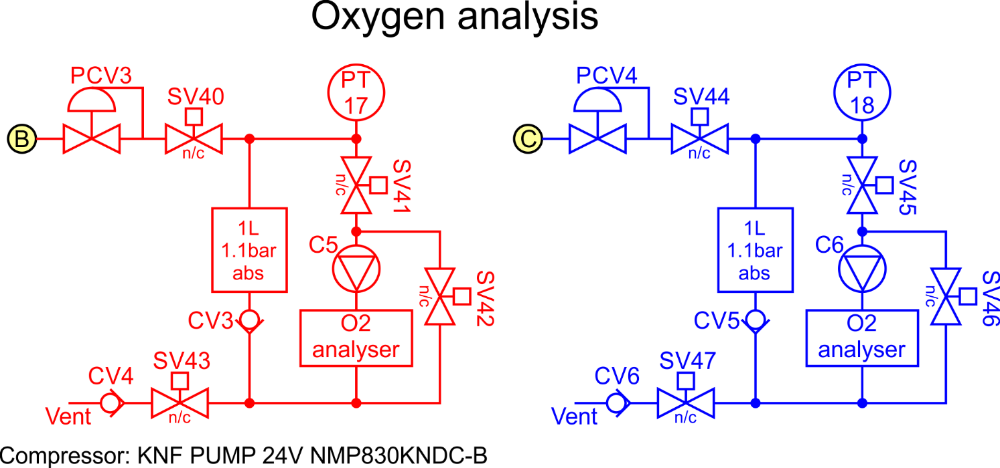 Oxygen analysis
PCV3
SV40
PT
17
B
n/c
SV41
n/c
1L
1.1bar
abs
C5
SV42
n/c
CV3
O2
analyser
SV43
CV4
Vent
n/c
PCV4
SV44
PT
18
C
n/c
SV45
n/c
1L
1.1bar
abs
C6
SV46
n/c
CV5
O2
analyser
SV47
CV6
Vent
n/c
Compressor: KNF PUMP 24V NMP830KNDC-B